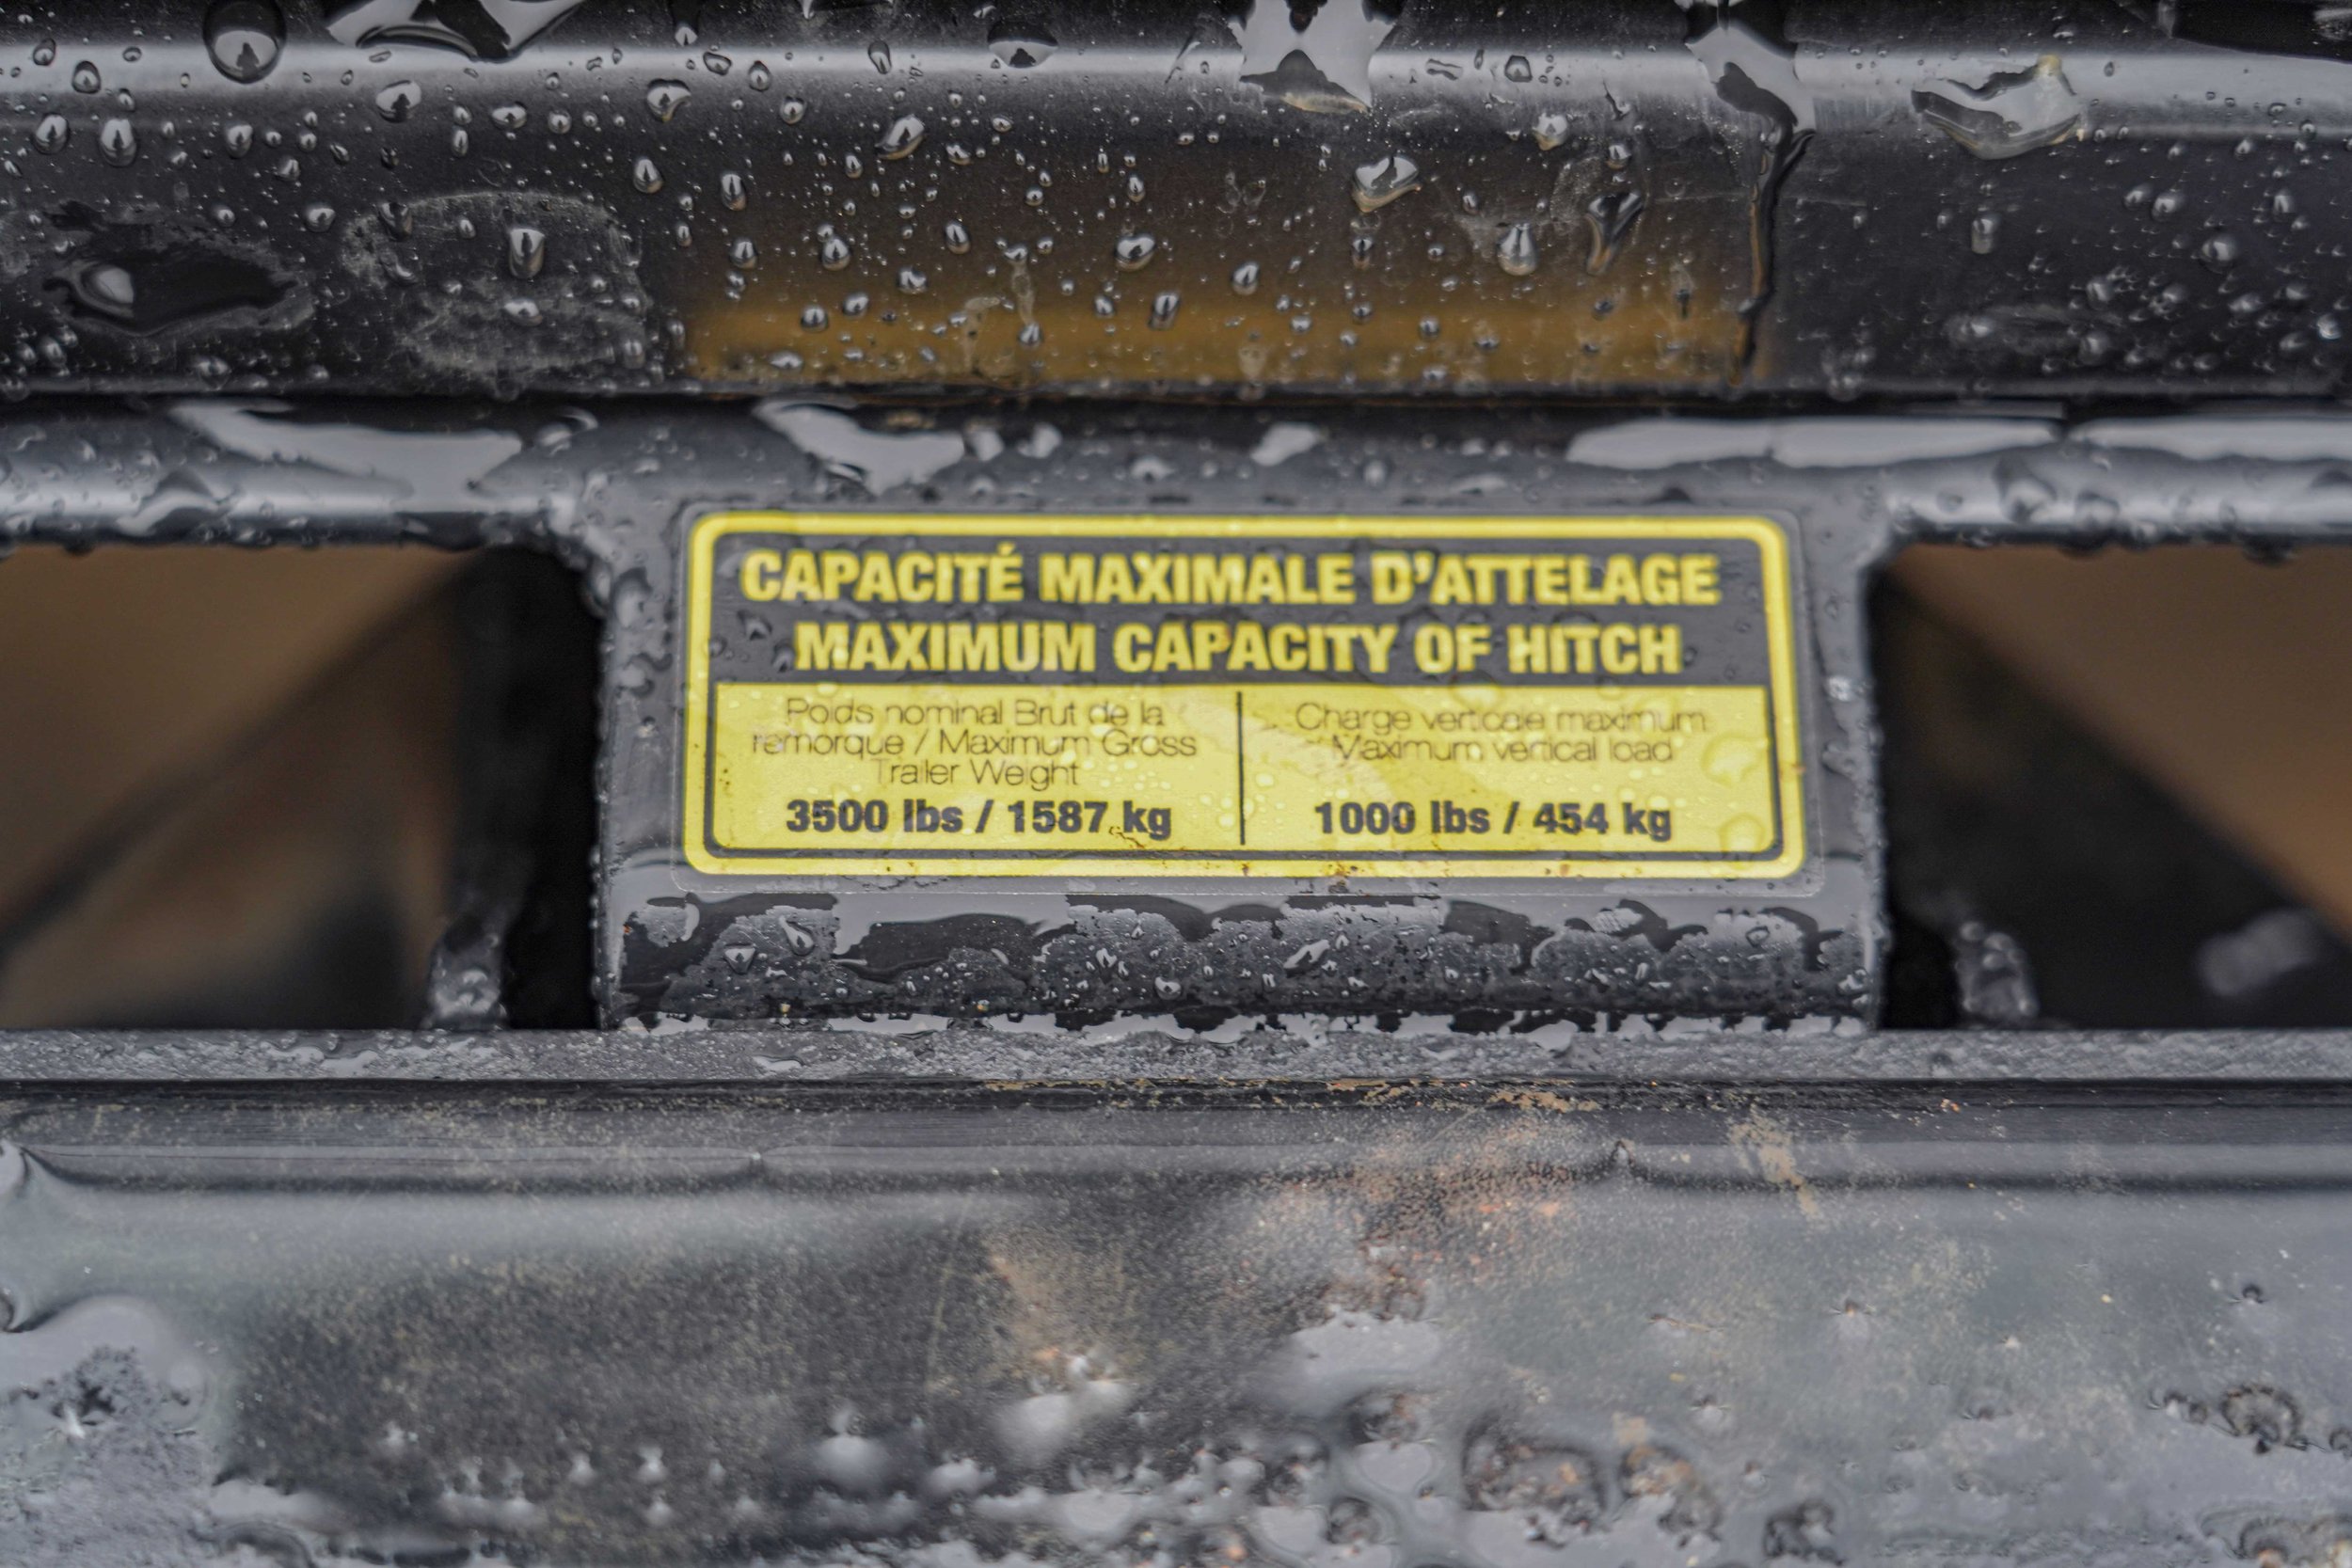 CAPACITÉ MAXIMALE D'ATTELAGE
MAXIMUM CAPACITY OF HITCH
Poids nominal Brut de la
remorque / Maximum Gross
Trailer Weight
3500 lbs / 1587 kg
Charge verticale maximum
Maximum vertical load
1000 lbs / 454 kg